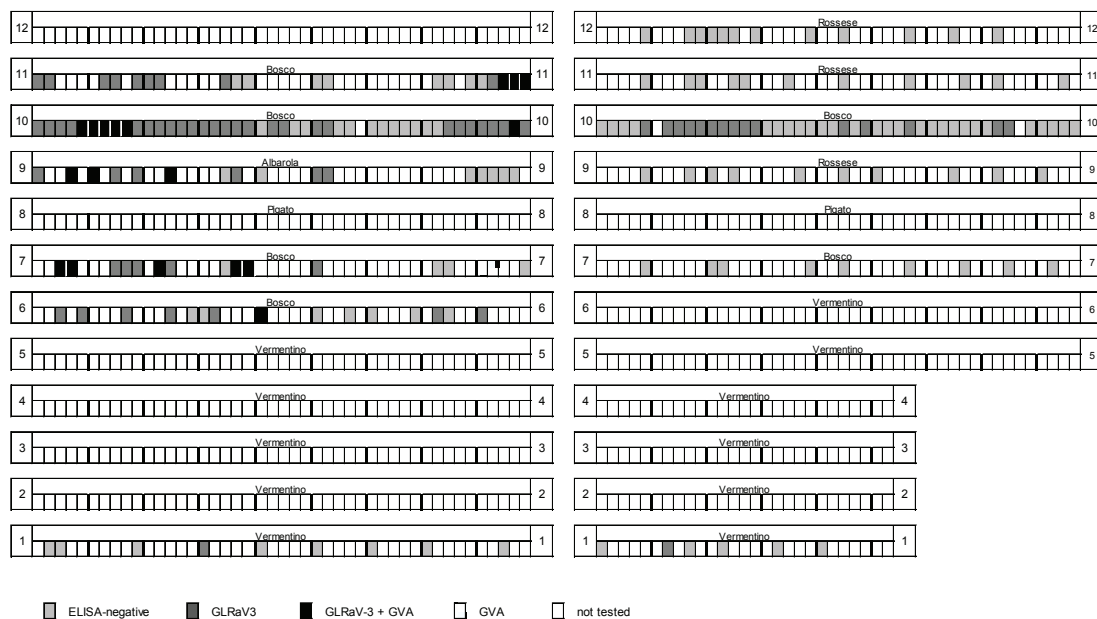 12 12 12 Rossese 12
11 Bosco 11 11 Rossese 11
10 Bosco 10 10 Bosco 10
9 Albarola 9 9 Rossese 9
8 Pigato 8 8 Pigato 8
7 Bosco 7 7 Bosco 7
6 Bosco 6 6 Vermentino 6
5 Vermentino 5 5 Vermentino 5
4 Vermentino 4 4 Vermentino 4
3 Vermentino 3 3 Vermentino 3
2 Vermentino 2 2 Vermentino 2
1 Vermentino 1 1 Vermentino 1
ELISA-negative GLRaV3 GLRaV-3 + GVA GVA not tested